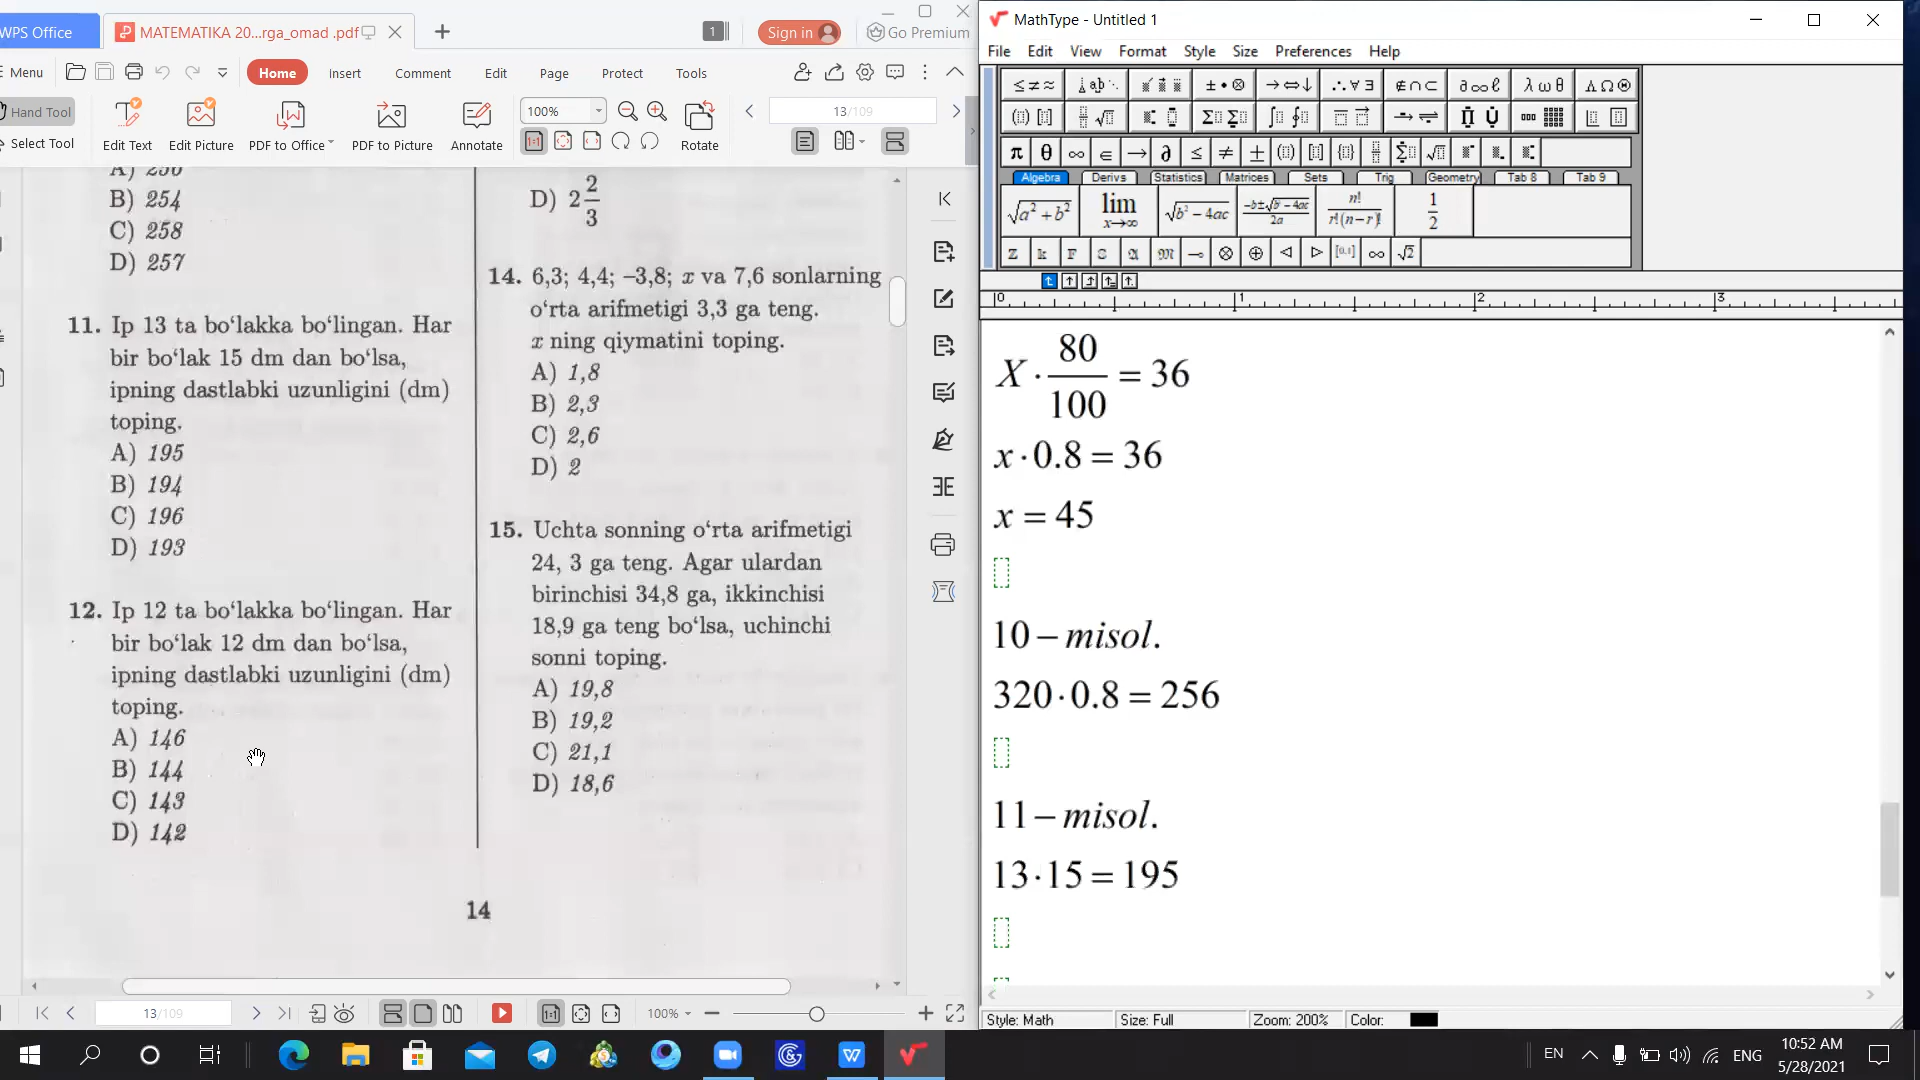 WPS Office
MATEMATIKA 20...rga_omad .pdf
1
Sign in
Go Premium
Menu
Home
Insert
Comment
Edit
Page
Protect
Tools
Hand Tool
Select Tool
Edit Text
Edit Picture
PDF to Office
PDF to Picture
Annotate
100%
Rotate
13/109
A) 256
B) 254
C) 258
D) 257
11. Ip 13 ta bo‘lakka bo‘lingan. Har
bir bo‘lak 15 dm dan bo‘lsa,
ipning dastlabki uzunligini (dm)
toping.
A) 195
B) 194
C) 196
D) 193
12. Ip 12 ta bo‘lakka bo‘lingan. Har
bir bo‘lak 12 dm dan bo‘lsa,
ipning dastlabki uzunligini (dm)
toping.
A) 146
B) 144
C) 143
D) 142
D) 2 2/3
14. 6,3; 4,4; –3,8; x va 7,6 sonlarning
o‘rta arifmetigi 3,3 ga teng.
x ning qiymatini toping.
A) 1,8
B) 2,3
C) 2,6
D) 2
15. Uchta sonning o‘rta arifmetigi
24, 3 ga teng. Agar ulardan
birinchisi 34,8 ga, ikkinchisi
18,9 ga teng bo‘lsa, uchinchi
sonni toping.
A) 19,8
B) 19,2
C) 21,1
D) 18,6
14
13/109
100%
MathType - Untitled 1
File Edit View Format Style Size Preferences Help
Algebra Derivs Statistics Matrices Sets Trig Geometry Tab 8 Tab 9
0 1 2 3
X · 80/100 = 36
x · 0.8 = 36
x = 45
10 – misol.
320 · 0.8 = 256
11 – misol.
13 · 15 = 195
Style: Math
Size: Full
Zoom: 200%
Color:
EN
ENG
10:52 AM
5/28/2021